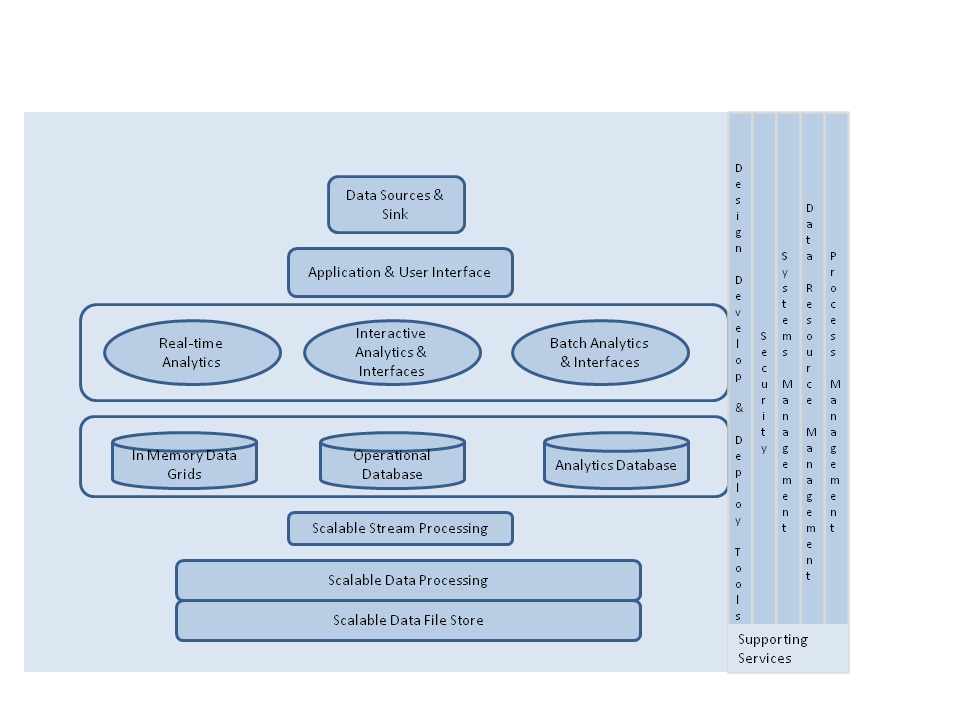 Data Sources &
Sink
Application & User Interface
Real-time
Analytics
Interactive
Analytics &
Interfaces
Batch Analytics
& Interfaces
In Memory Data
Grids
Operational
Database
Analytics Database
Scalable Stream Processing
Scalable Data Processing
Scalable Data File Store
Design Develop & Deploy Tools
Security
Systems Management
Data Resource Management
Process Management
Supporting
Services